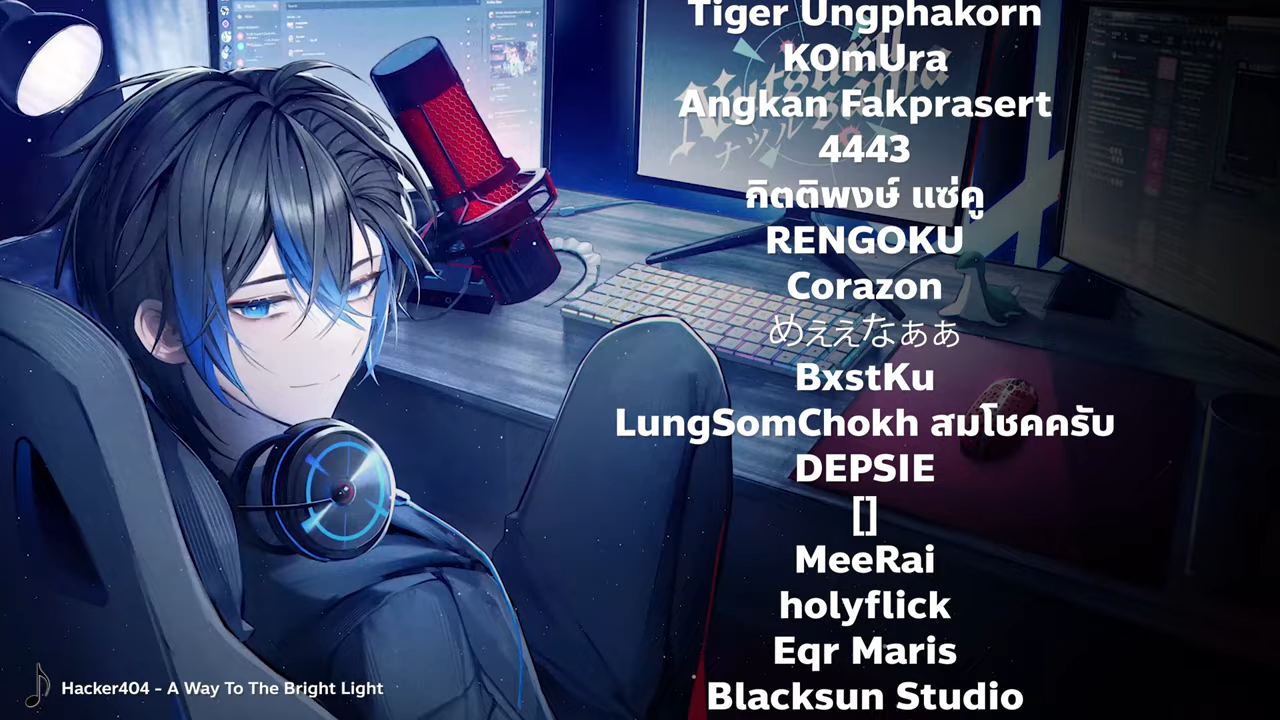 Tiger Ungphakorn
KOmUra
Angkan Fakprasert
4443
กิตติพงษ์ แซ่คู
RENGOKU
Corazon
めぇぇなぁぁ
BxstKu
LungSomChokh สมโชคครับ
DEPSIE
[]
MeeRai
holyflick
Eqr Maris
Blacksun Studio
Hacker404 - A Way To The Bright Light